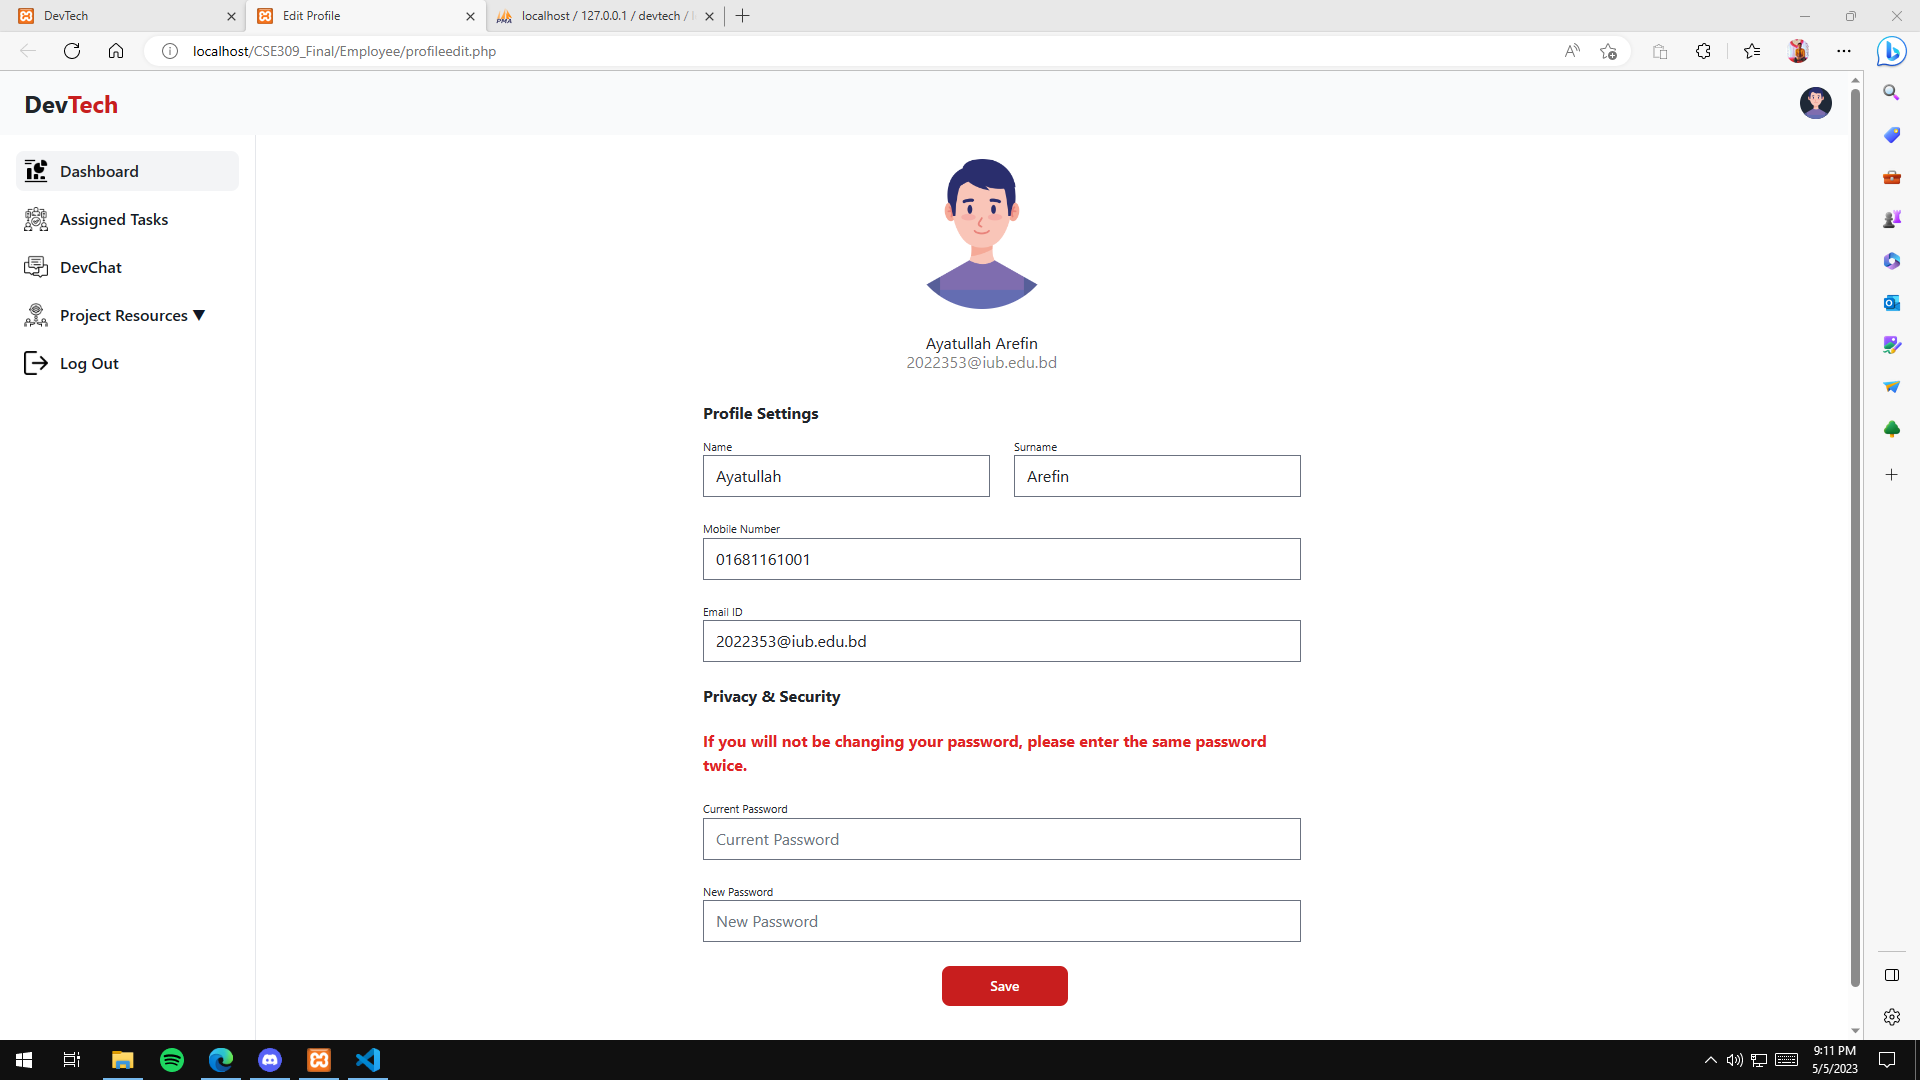 DevTech
Edit Profile
localhost / 127.0.0.1 / devtech /
localhost/CSE309_Final/Employee/profileedit.php
DevTech
Dashboard
Assigned Tasks
DevChat
Project Resources ▼
Log Out
Ayatullah Arefin
2022353@iub.edu.bd
Profile Settings
Name
Surname
Ayatullah
Arefin
Mobile Number
01681161001
Email ID
2022353@iub.edu.bd
Privacy & Security
If you will not be changing your password, please enter the same password
twice.
Current Password
Current Password
New Password
New Password
Save
9:11 PM
5/5/2023